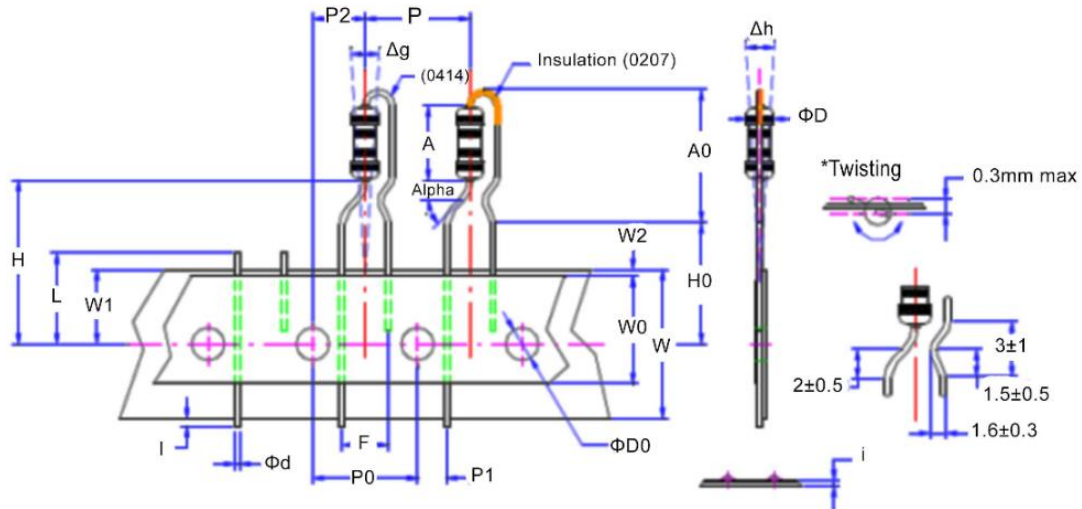 P2
P
Δg
(0414)
Insulation (0207)
Δh
ΦD
A
A0
*Twisting
0.3mm max
Alpha
H
L
W1
W2
H0
W0
W
3±1
2±0.5
1.5±0.5
1.6±0.3
I
F
ΦD0
Φd
P0
P1
i